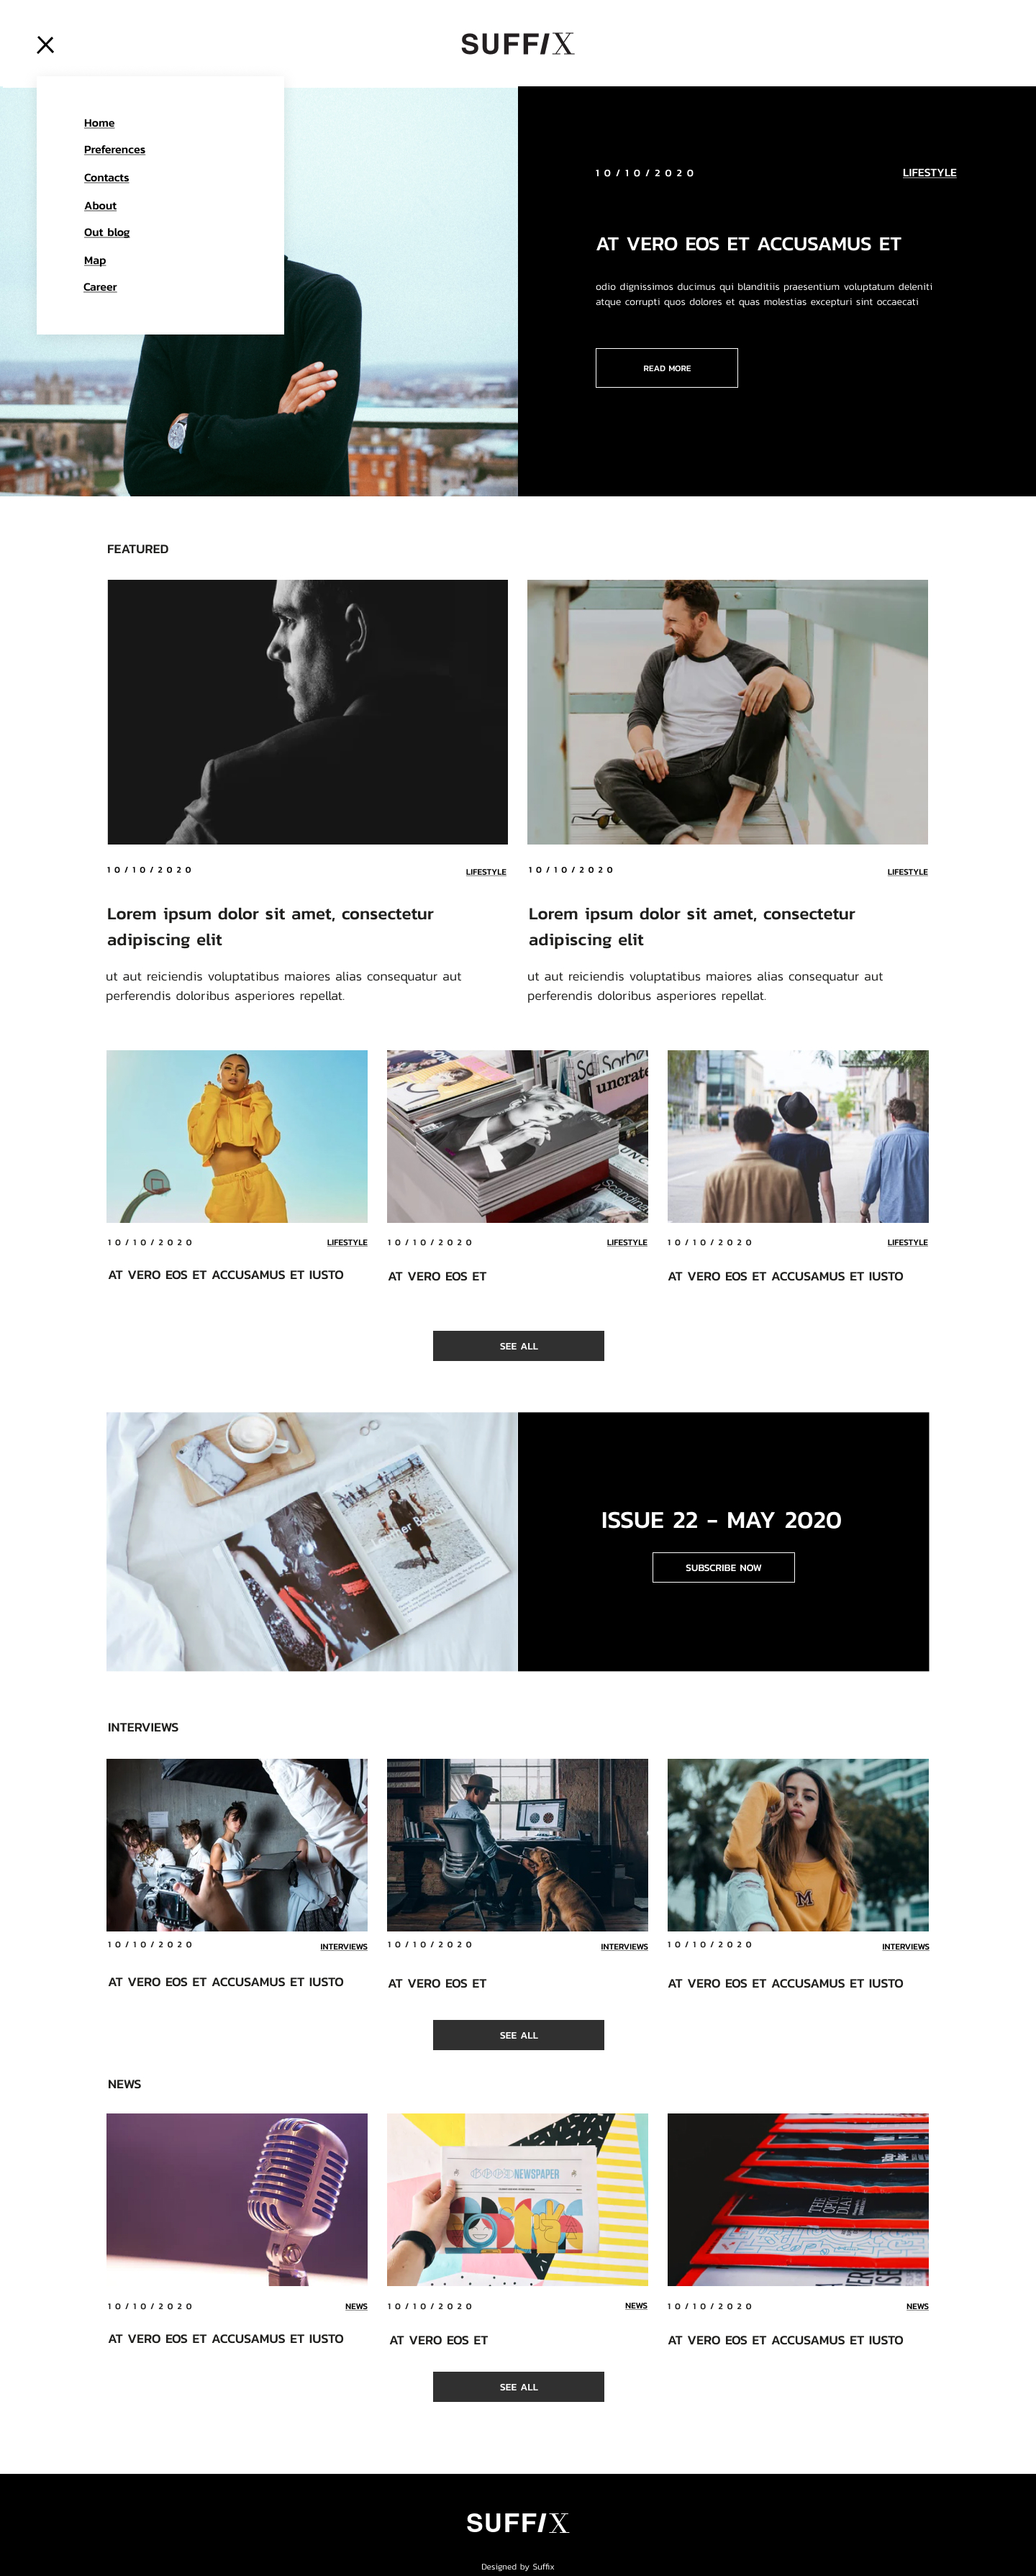 SUFFIX
Home
Preferences
Contacts
About
Out blog
Map
Career
10/10/2020
LIFESTYLE
AT VERO EOS ET ACCUSAMUS ET
odio dignissimos ducimus qui blanditiis praesentium voluptatum deleniti
atque corrupti quos dolores et quas molestias excepturi sint occaecati
READ MORE
FEATURED
10/10/2020
LIFESTYLE
Lorem ipsum dolor sit amet, consectetur
adipiscing elit
ut aut reiciendis voluptatibus maiores alias consequatur aut
perferendis doloribus asperiores repellat.
10/10/2020
LIFESTYLE
Lorem ipsum dolor sit amet, consectetur
adipiscing elit
ut aut reiciendis voluptatibus maiores alias consequatur aut
perferendis doloribus asperiores repellat.
uncrate
10/10/2020
LIFESTYLE
AT VERO EOS ET ACCUSAMUS ET IUSTO
10/10/2020
LIFESTYLE
AT VERO EOS ET
10/10/2020
LIFESTYLE
AT VERO EOS ET ACCUSAMUS ET IUSTO
SEE ALL
ISSUE 22 - MAY 2020
SUBSCRIBE NOW
INTERVIEWS
M
10/10/2020
INTERVIEWS
AT VERO EOS ET ACCUSAMUS ET IUSTO
10/10/2020
INTERVIEWS
AT VERO EOS ET
10/10/2020
INTERVIEWS
AT VERO EOS ET ACCUSAMUS ET IUSTO
SEE ALL
NEWS
NEWSPAPER
10/10/2020
NEWS
AT VERO EOS ET ACCUSAMUS ET IUSTO
10/10/2020
NEWS
AT VERO EOS ET
10/10/2020
NEWS
AT VERO EOS ET ACCUSAMUS ET IUSTO
SEE ALL
SUFFIX
Designed by Suffix